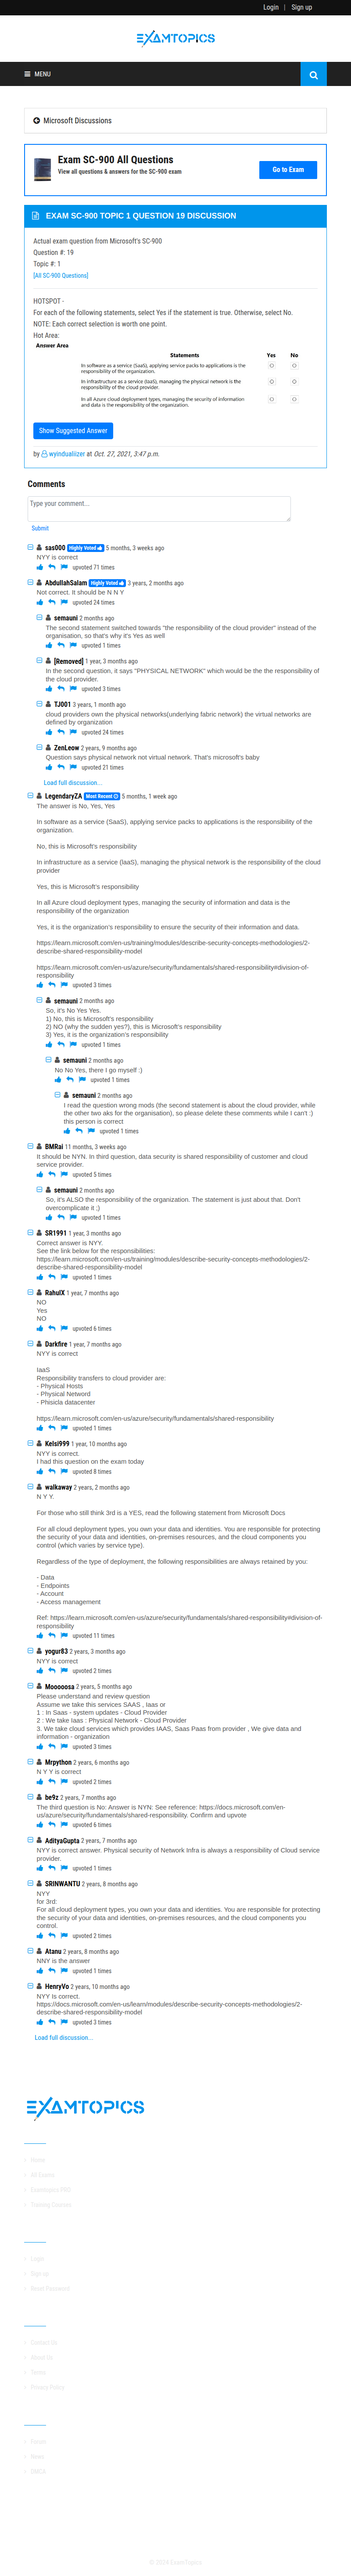 Login | Sign up
EXAMTOPICS
MENU
Microsoft Discussions
Exam SC-900 All Questions
View all questions & answers for the SC-900 exam
Go to Exam
EXAM SC-900 TOPIC 1 QUESTION 19 DISCUSSION
Actual exam question from Microsoft's SC-900
Question #: 19
Topic #: 1
[All SC-900 Questions]
HOTSPOT -
For each of the following statements, select Yes if the statement is true. Otherwise, select No.
NOTE: Each correct selection is worth one point.
Hot Area:
Answer Area
Statements Yes No
In software as a service (SaaS), applying service packs to applications is the responsibility of the organization.
In infrastructure as a service (IaaS), managing the physical network is the responsibility of the cloud provider.
In all Azure cloud deployment types, managing the security of information and data is the responsibility of the organization.
Show Suggested Answer
by wyindualiizer at Oct. 27, 2021, 3:47 p.m.
Comments
Type your comment...
Submit
sas000 Highly Voted 5 months, 3 weeks ago
NYY is correct
upvoted 71 times
AbdullahSalam Highly Voted 3 years, 2 months ago
Not correct. It should be N N Y
upvoted 24 times
semauni 2 months ago
The second statement switched towards "the responsibility of the cloud provider" instead of the
organisation, so that's why it's Yes as well
upvoted 1 times
[Removed] 1 year, 3 months ago
In the second question, it says "PHYSICAL NETWORK" which would be the the responsibility of
the cloud provider.
upvoted 3 times
TJ001 3 years, 1 month ago
cloud providers own the physical networks(underlying fabric network) the virtual networks are
defined by organization
upvoted 24 times
ZenLeow 2 years, 9 months ago
Question says physical network not virtual network. That's microsoft's baby
upvoted 21 times
Load full discussion...
LegendaryZA Most Recent 5 months, 1 week ago
The answer is No, Yes, Yes
In software as a service (SaaS), applying service packs to applications is the responsibility of the
organization.
No, this is Microsoft's responsibility
In infrastructure as a service (IaaS), managing the physical network is the responsibility of the cloud
provider
Yes, this is Microsoft's responsibility
In all Azure cloud deployment types, managing the security of information and data is the
responsibility of the organization
Yes, it is the organization's responsibility to ensure the security of their information and data.
https://learn.microsoft.com/en-us/training/modules/describe-security-concepts-methodologies/2-
describe-shared-responsibility-model
https://learn.microsoft.com/en-us/azure/security/fundamentals/shared-responsibility#division-of-
responsibility
upvoted 3 times
semauni 2 months ago
So, it's No Yes Yes.
1) No, this is Microsoft's responsibility
2) NO (why the sudden yes?), this is Microsoft's responsibility
3) Yes, it is the organization's responsibility
upvoted 1 times
semauni 2 months ago
No No Yes, there I go myself :)
upvoted 1 times
semauni 2 months ago
I read the question wrong mods (the second statement is about the cloud provider, while
the other two aks for the organisation), so please delete these comments while I can't :)
this person is correct
upvoted 1 times
BMRai 11 months, 3 weeks ago
It should be NYN. In third question, data security is shared responsibility of customer and cloud
service provider.
upvoted 5 times
semauni 2 months ago
So, it's ALSO the responsibility of the organization. The statement is just about that. Don't
overcomplicate it ;)
upvoted 1 times
SR1991 1 year, 3 months ago
Correct answer is NYY.
See the link below for the responsibilities:
https://learn.microsoft.com/en-us/training/modules/describe-security-concepts-methodologies/2-
describe-shared-responsibility-model
upvoted 1 times
RahulX 1 year, 7 months ago
NO
Yes
NO
upvoted 6 times
Darkfire 1 year, 7 months ago
NYY is correct
IaaS
Responsibility transfers to cloud provider are:
- Physical Hosts
- Physical Netword
- Phisicla datacenter
https://learn.microsoft.com/en-us/azure/security/fundamentals/shared-responsibility
upvoted 1 times
Kelsi999 1 year, 10 months ago
NYY is correct.
I had this question on the exam today
upvoted 8 times
walkaway 2 years, 2 months ago
N Y Y.
For those who still think 3rd is a YES, read the following statement from Microsoft Docs
For all cloud deployment types, you own your data and identities. You are responsible for protecting
the security of your data and identities, on-premises resources, and the cloud components you
control (which varies by service type).
Regardless of the type of deployment, the following responsibilities are always retained by you:
- Data
- Endpoints
- Account
- Access management
Ref: https://learn.microsoft.com/en-us/azure/security/fundamentals/shared-responsibility#division-of-
responsibility
upvoted 11 times
yogur83 2 years, 3 months ago
NYY is correct
upvoted 2 times
Mooooosa 2 years, 5 months ago
Please understand and review question
Assume we take this services SAAS , Iaas or
1 : In Saas - system updates - Cloud Provider
2 : We take Iaas : Physical Network - Cloud Provider
3. We take cloud services which provides IAAS, Saas Paas from provider , We give data and
information - organization
upvoted 3 times
Mrpython 2 years, 6 months ago
N Y Y is correct
upvoted 2 times
be9z 2 years, 7 months ago
The third question is No: Answer is NYN: See reference: https://docs.microsoft.com/en-
us/azure/security/fundamentals/shared-responsibility. Confirm and upvote
upvoted 6 times
AdityaGupta 2 years, 7 months ago
NYY is correct answer. Physical security of Network Infra is always a responsibility of Cloud service
provider.
upvoted 1 times
SRINWANTU 2 years, 8 months ago
NYY
for 3rd:
For all cloud deployment types, you own your data and identities. You are responsible for protecting
the security of your data and identities, on-premises resources, and the cloud components you
control.
upvoted 2 times
Atanu 2 years, 8 months ago
NNY is the answer
upvoted 1 times
HenryVo 2 years, 10 months ago
NYY Is correct.
https://docs.microsoft.com/en-us/learn/modules/describe-security-concepts-methodologies/2-
describe-shared-responsibility-model
upvoted 3 times
Load full discussion...
EXAMTOPICS
Home
All Exams
Examtopics PRO
Training Courses
Login
Sign up
Reset Password
Contact Us
About Us
Terms
Privacy Policy
Forum
News
DMCA
© 2024 ExamTopics